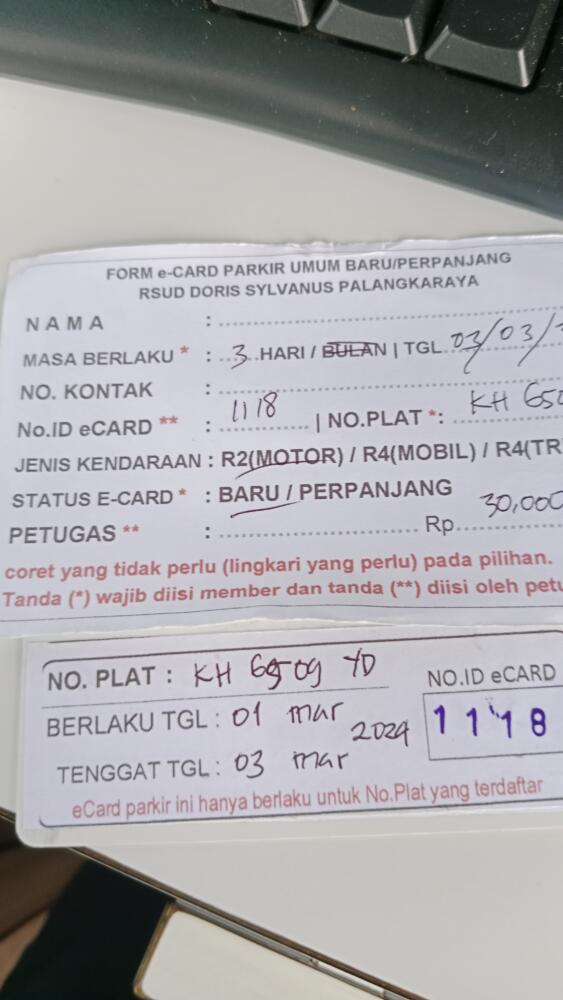 FORM e-CARD PARKIR UMUM BARU/PERPANJANG
RSUD DORIS SYLVANUS PALANGKARAYA
NAMA :
MASA BERLAKU * : 3 HARI / BULAN | TGL 03/03/
NO. KONTAK :
No.ID eCARD ** : 1118 | NO.PLAT *: KH 650
JENIS KENDARAAN : R2(MOTOR) / R4(MOBIL) / R4(TR
STATUS E-CARD * : BARU / PERPANJANG
PETUGAS ** : Rp. 30,000
coret yang tidak perlu (lingkari yang perlu) pada pilihan.
Tanda (*) wajib diisi member dan tanda (**) diisi oleh petu
NO. PLAT : KH 6509 YD
NO.ID eCARD
BERLAKU TGL : 01 mar 2024
1118
TENGGAT TGL : 03 mar
eCard parkir ini hanya berlaku untuk No.Plat yang terdaftar